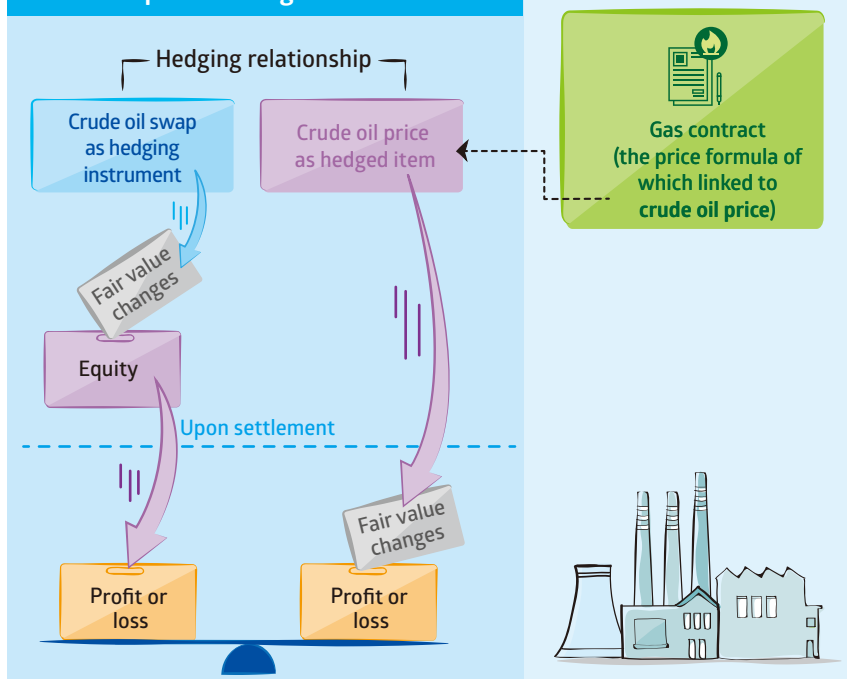 Hedging relationship
Crude oil swap
as hedging
instrument
Crude oil price
as hedged item
Gas contract
(the price formula of
which linked to
crude oil price)
Fair value
changes
Equity
Upon settlement
Fair value
changes
Profit or
loss
Profit or
loss